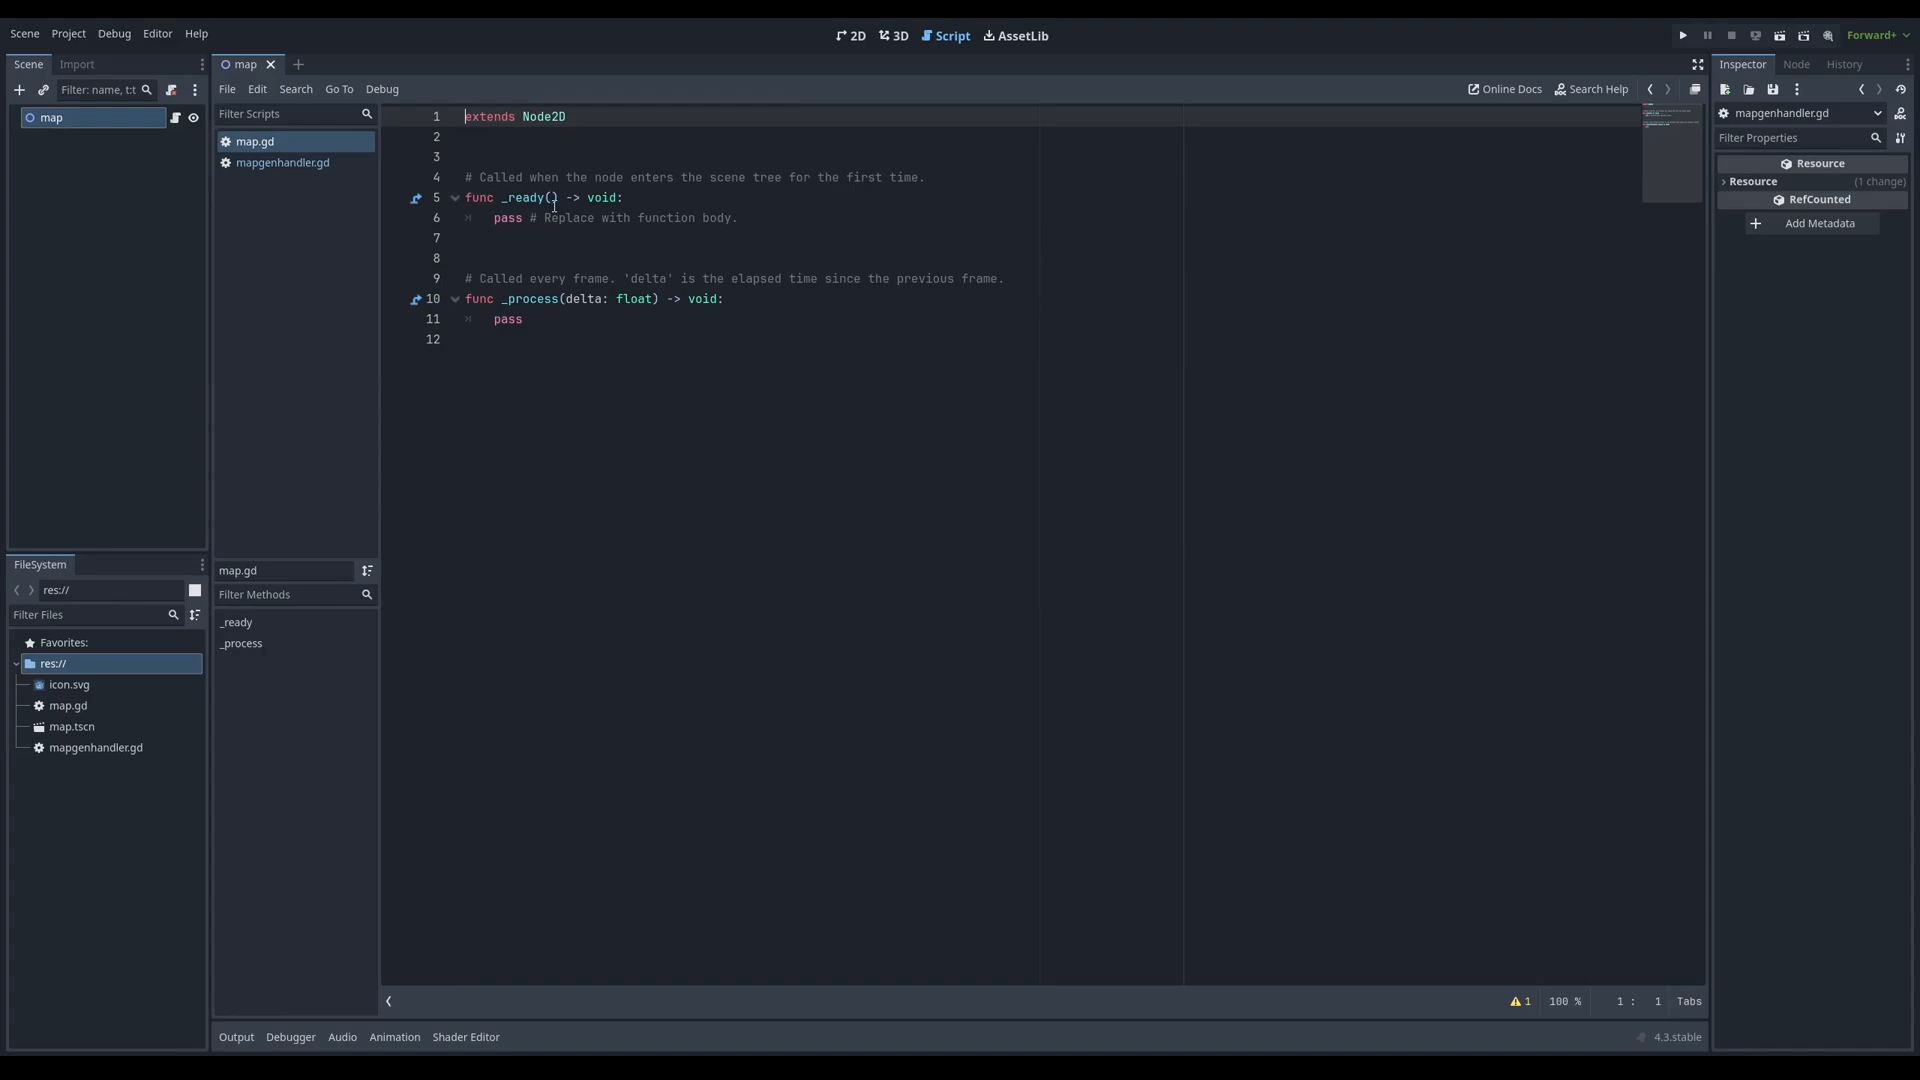 Scene Project Debug Editor Help
2D 3D Script AssetLib
Forward+
Scene Import
map
Inspector Node History
Filter: name, t:t
File Edit Search Go To Debug
Online Docs Search Help
map
Filter Scripts
map.gd
mapgenhandler.gd
1 extends Node2D
2
3
4 # Called when the node enters the scene tree for the first time.
5 func _ready() -> void:
6 pass # Replace with function body.
7
8
9 # Called every frame. 'delta' is the elapsed time since the previous frame.
10 func _process(delta: float) -> void:
11 pass
12
mapgenhandler.gd
Filter Properties
Resource
Resource (1 change)
RefCounted
Add Metadata
map.gd
Filter Methods
_ready
_process
FileSystem
res://
Filter Files
Favorites:
res://
icon.svg
map.gd
map.tscn
mapgenhandler.gd
1 100 % 1 : 1 Tabs
Output Debugger Audio Animation Shader Editor
4.3.stable